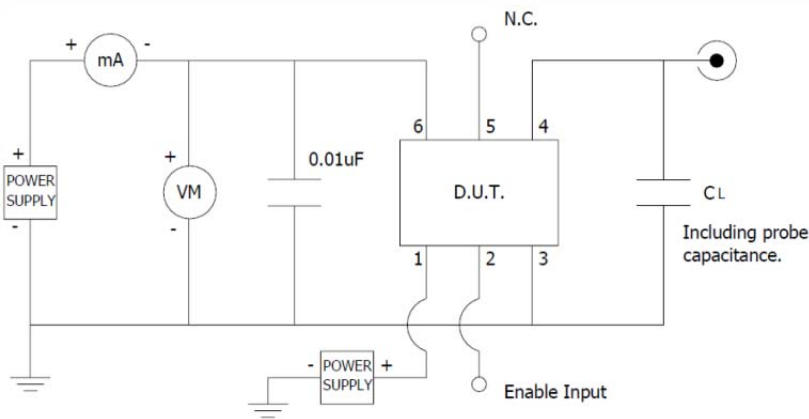 N.C.
+ mA -
6 5 4
0.01uF
+
POWER
SUPPLY
-
+
VM
-
D.U.T.
CL
Including probe
capacitance.
1 2 3
- POWER +
SUPPLY
Enable Input